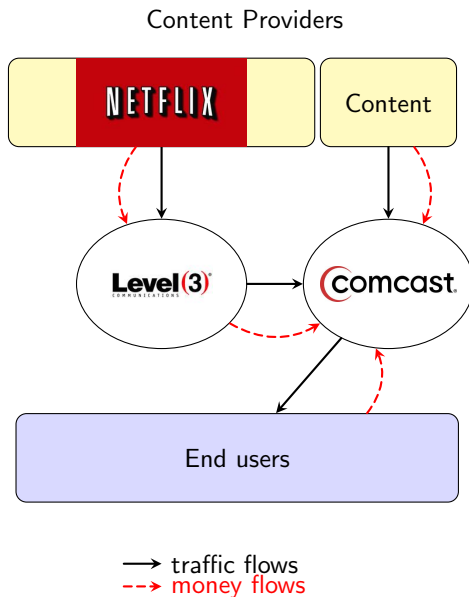 Content Providers
NETFLIX
Content
Level(3)®
COMMUNICATIONS
comcast®
End users
traffic flows
money flows